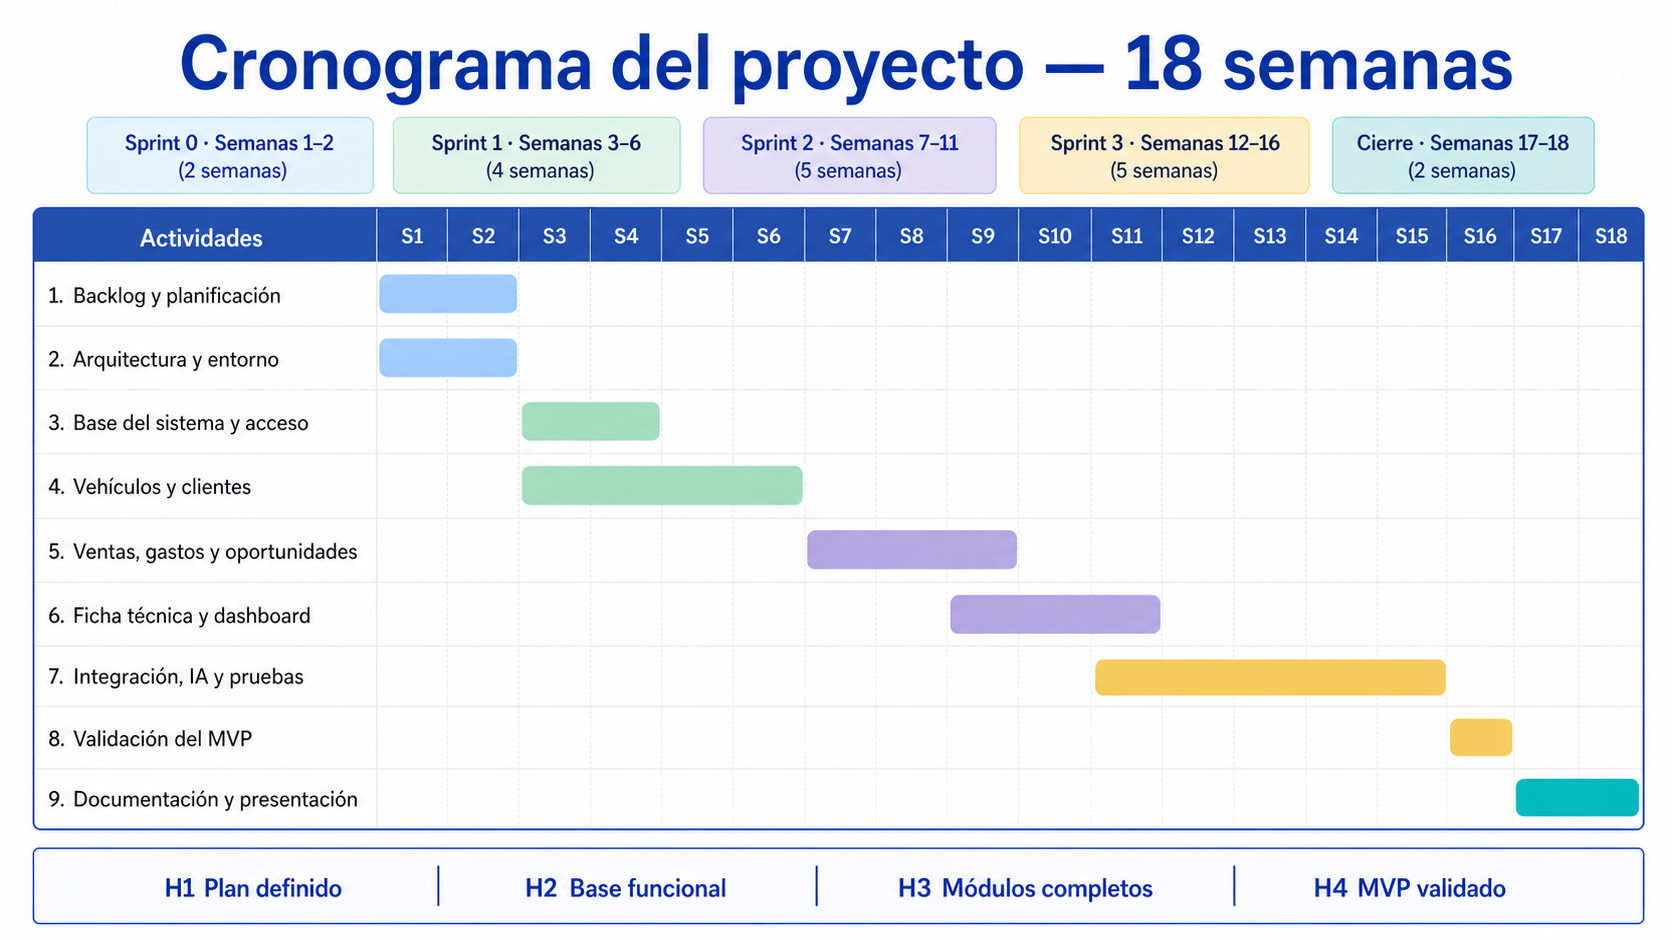 Cronograma del proyecto — 18 semanas
Sprint 0 · Semanas 1–2
(2 semanas)
Sprint 1 · Semanas 3–6
(4 semanas)
Sprint 2 · Semanas 7–11
(5 semanas)
Sprint 3 · Semanas 12–16
(5 semanas)
Cierre · Semanas 17–18
(2 semanas)
Actividades S1 S2 S3 S4 S5 S6 S7 S8 S9 S10 S11 S12 S13 S14 S15 S16 S17 S18
1. Backlog y planificación
2. Arquitectura y entorno
3. Base del sistema y acceso
4. Vehículos y clientes
5. Ventas, gastos y oportunidades
6. Ficha técnica y dashboard
7. Integración, IA y pruebas
8. Validación del MVP
9. Documentación y presentación
H1 Plan definido
H2 Base funcional
H3 Módulos completos
H4 MVP validado